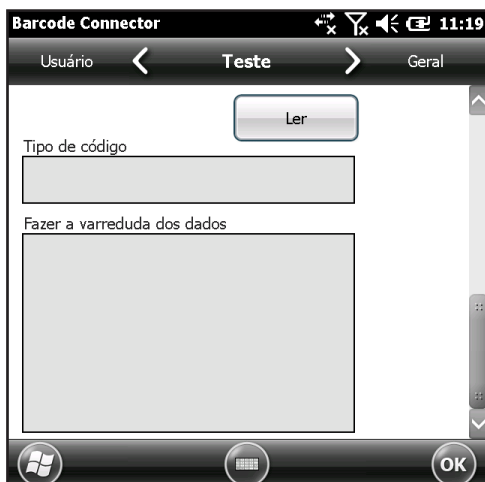 Barcode Connector 11:19
Usuário Teste Geral
Ler
Tipo de código
Fazer a varreduda dos dados
OK